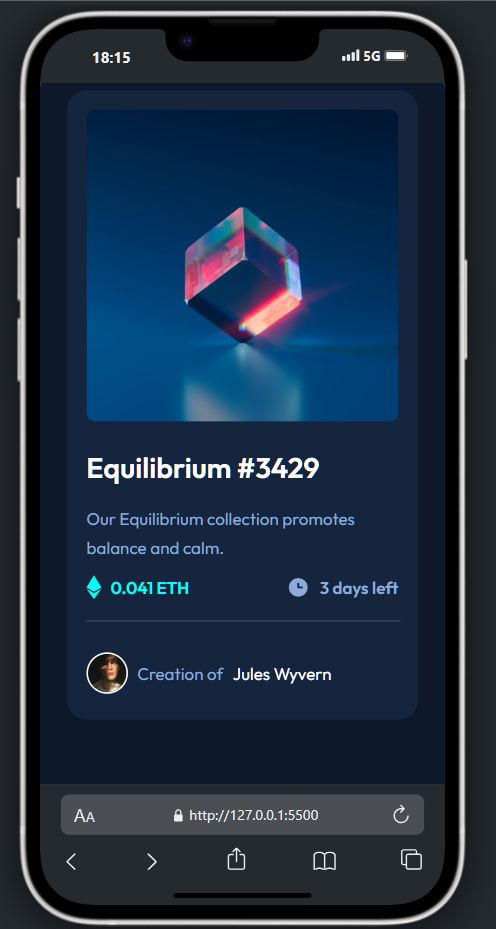 18:15
5G
Equilibrium #3429
Our Equilibrium collection promotes
balance and calm.
0.041 ETH
3 days left
Creation of Jules Wyvern
AA
http://127.0.0.1:5500